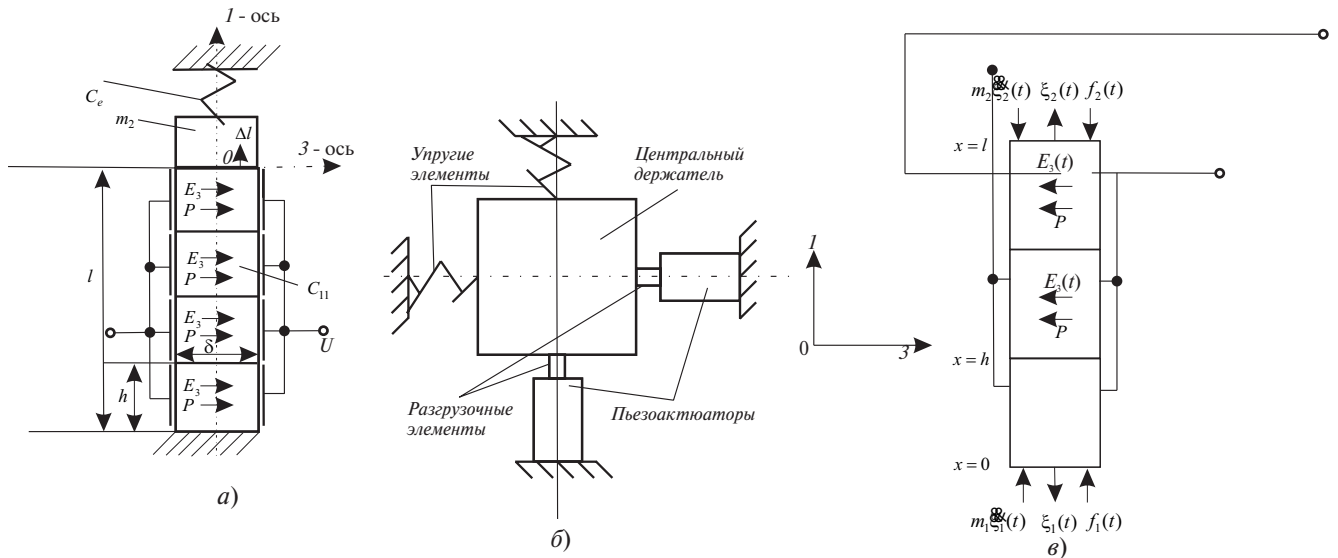 1 - ось
C_e
m_2
Δl
0
3 - ось
E_3
P
E_3
P
C_11
l
E_3
P
U
δ
h
E_3
P
а)
Упругие
элементы
Центральный
держатель
Разгрузочные
элементы
Пьезоактюаторы
б)
1
0
3
ξ_2(t)
f_2(t)
x = l
E_3(t)
P
E_3(t)
P
x = h
x = 0
ξ_1(t)
f_1(t)
в)